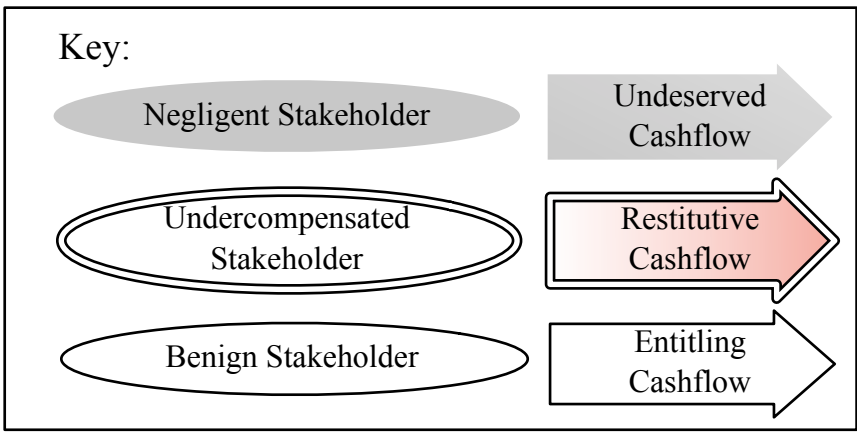 Key:
Negligent Stakeholder
Undeserved
Cashflow
Undercompensated
Stakeholder
Restitutive
Cashflow
Benign Stakeholder
Entitling
Cashflow